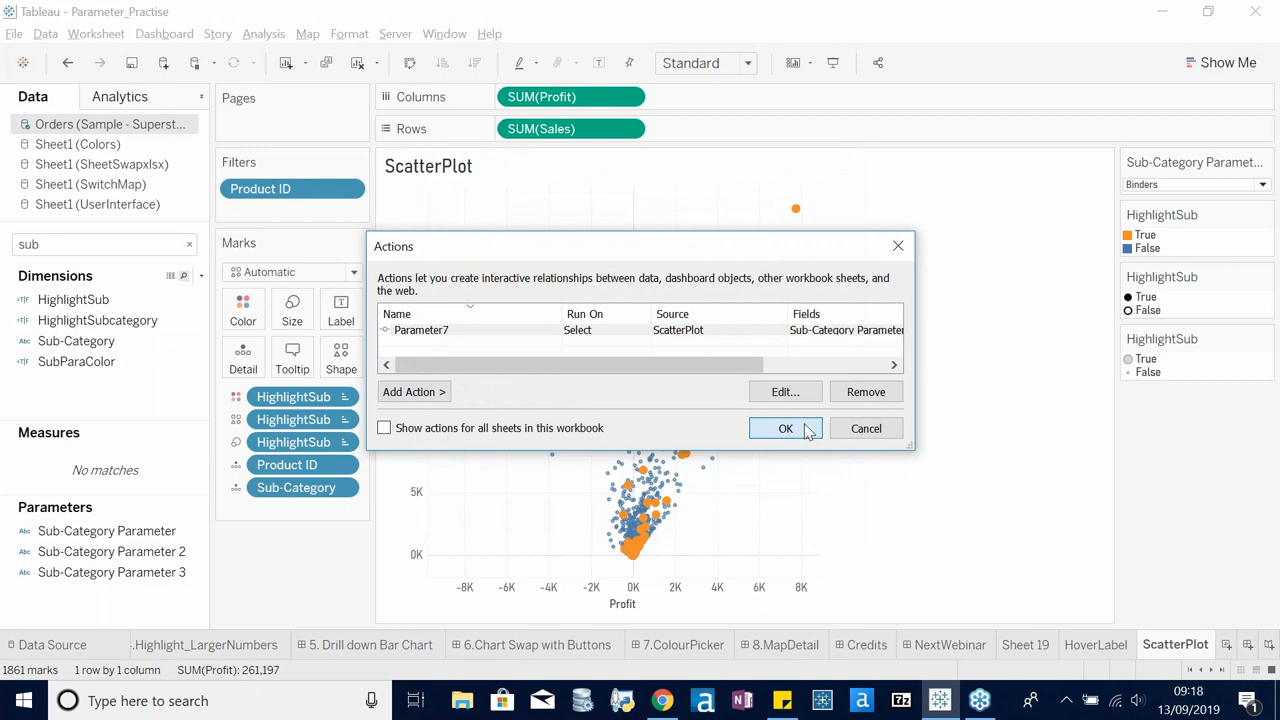 Tableau - Parameter_Practise
File Data Worksheet Dashboard Story Analysis Map Format Server Window Help
Standard
Show Me
Data Analytics
Orders (Sample - Superst...
Sheet1 (Colors)
Sheet1 (SheetSwapxlsx)
Sheet1 (SwitchMap)
Sheet1 (UserInterface)
sub
Dimensions
HighlightSub
HighlightSubcategory
Sub-Category
SubParaColor
Measures
No matches
Parameters
Sub-Category Parameter
Sub-Category Parameter 2
Sub-Category Parameter 3
Pages
Filters
Product ID
Marks
Automatic
Color Size Label
Detail Tooltip Shape
HighlightSub
HighlightSub
HighlightSub
Product ID
Sub-Category
Columns SUM(Profit)
Rows SUM(Sales)
ScatterPlot
Actions
Actions let you create interactive relationships between data, dashboard objects, other workbook sheets, and
the web.
Name Run On Source Fields
Parameter7 Select ScatterPlot Sub-Category Parameter
Add Action > Edit... Remove
Show actions for all sheets in this workbook OK Cancel
5K
0K
-8K -6K -4K -2K 0K 2K 4K 6K 8K
Profit
Sub-Category Paramet...
Binders
HighlightSub
True
False
HighlightSub
True
False
HighlightSub
True
False
Data Source .Highlight_LargerNumbers 5. Drill down Bar Chart 6.Chart Swap with Buttons 7.ColourPicker 8.MapDetail Credits NextWebinar Sheet 19 HoverLabel ScatterPlot
1861 marks 1 row by 1 column SUM(Profit): 261,197
Type here to search
09:18
13/09/2019